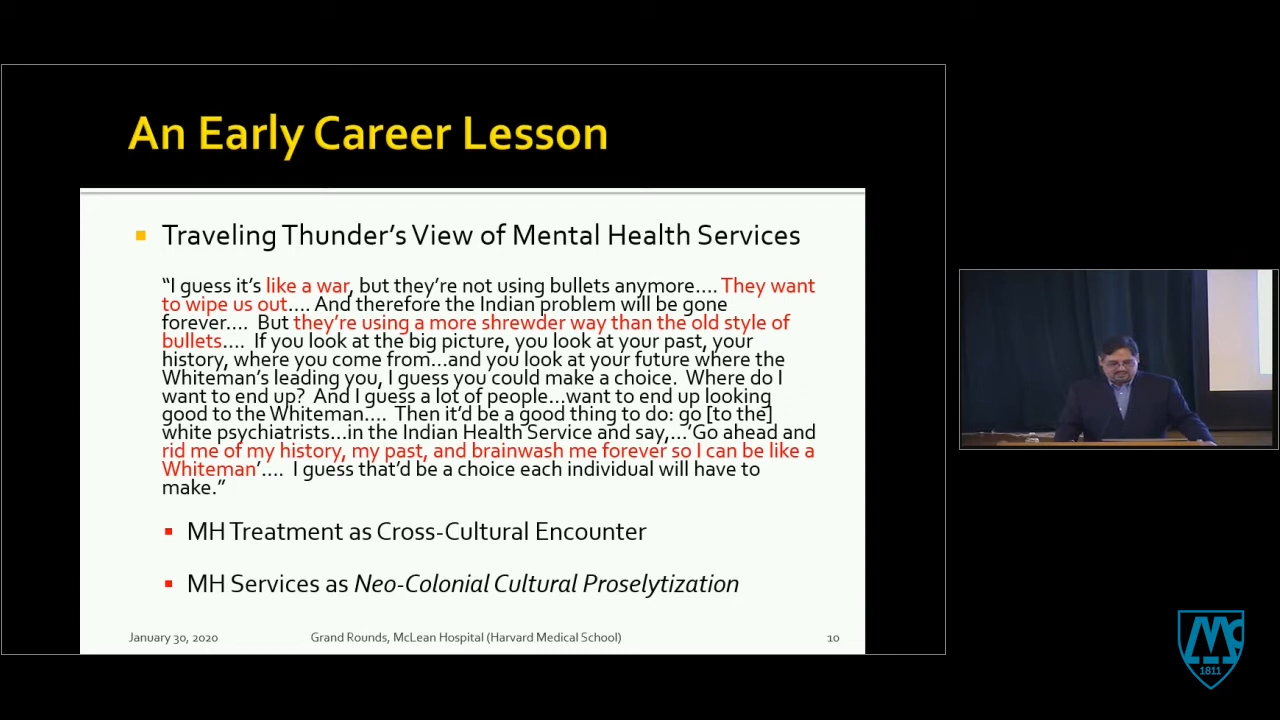 An Early Career Lesson
Traveling Thunder's View of Mental Health Services
“I guess it's like a war, but they're not using bullets anymore…. They want
to wipe us out…. And therefore the Indian problem will be gone
forever…. But they're using a more shrewder way than the old style of
bullets…. If you look at the big picture, you look at your past, your
history, where you come from…and you look at your future where the
Whiteman's leading you, I guess you could make a choice. Where do I
want to end up? And I guess a lot of people…want to end up looking
good to the Whiteman…. Then it'd be a good thing to do: go [to the]
white psychiatrists…in the Indian Health Service and say,…'Go ahead and
rid me of my history, my past, and brainwash me forever so I can be like a
Whiteman'…. I guess that'd be a choice each individual will have to
make.”
MH Treatment as Cross-Cultural Encounter
MH Services as Neo-Colonial Cultural Proselytization
January 30, 2020 Grand Rounds, McLean Hospital (Harvard Medical School) 10
Mc
1811